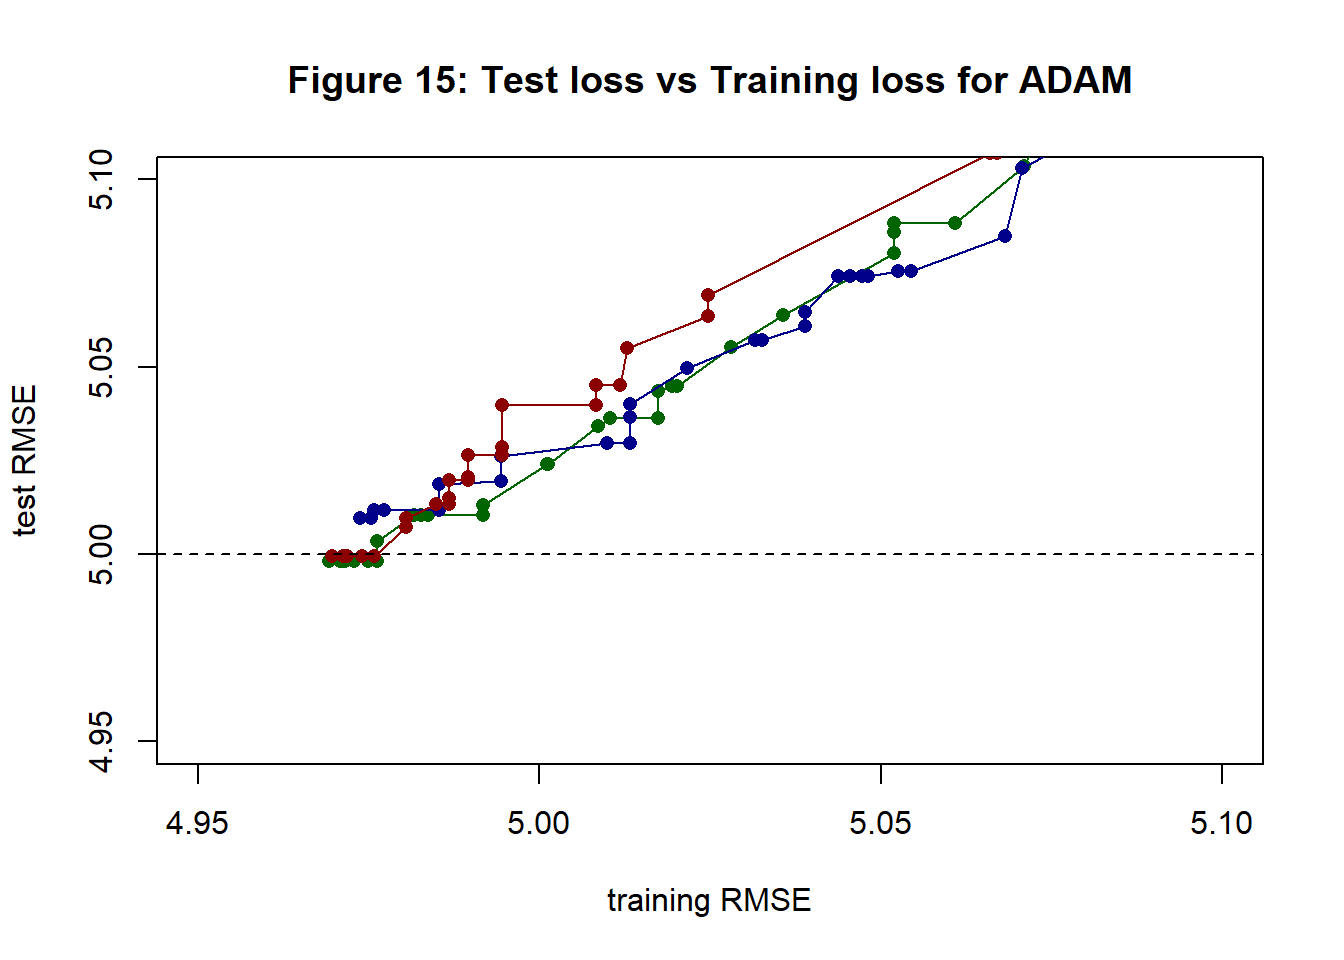 Figure 15: Test loss vs Training loss for ADAM
5.10
5.05
5.00
4.95
test RMSE
4.95 5.00 5.05 5.10
training RMSE